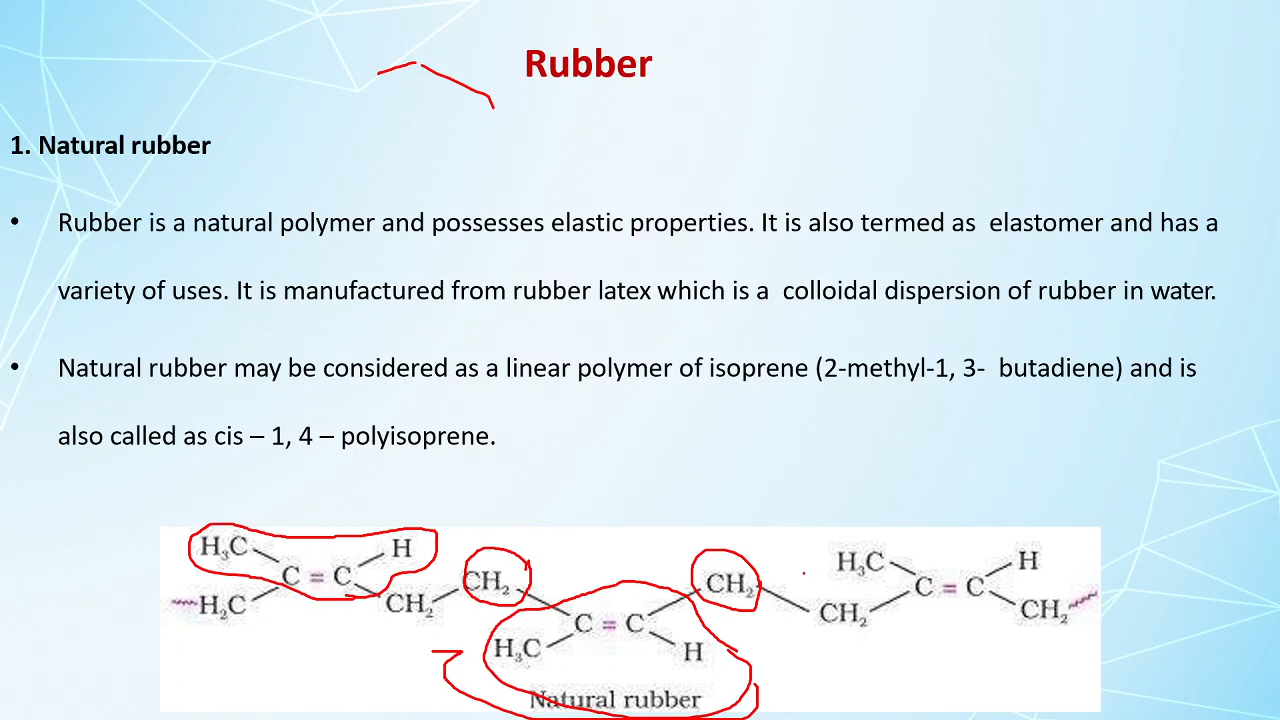 Rubber
1. Natural rubber
• Rubber is a natural polymer and possesses elastic properties. It is also termed as elastomer and has a
variety of uses. It is manufactured from rubber latex which is a colloidal dispersion of rubber in water.
• Natural rubber may be considered as a linear polymer of isoprene (2-methyl-1, 3- butadiene) and is
also called as cis – 1, 4 – polyisoprene.
H₃C H H₃C H
C = C CH₂ CH₂ C = C
H₂C CH₂ CH₂ CH₂
C = C
H₃C H
Natural rubber